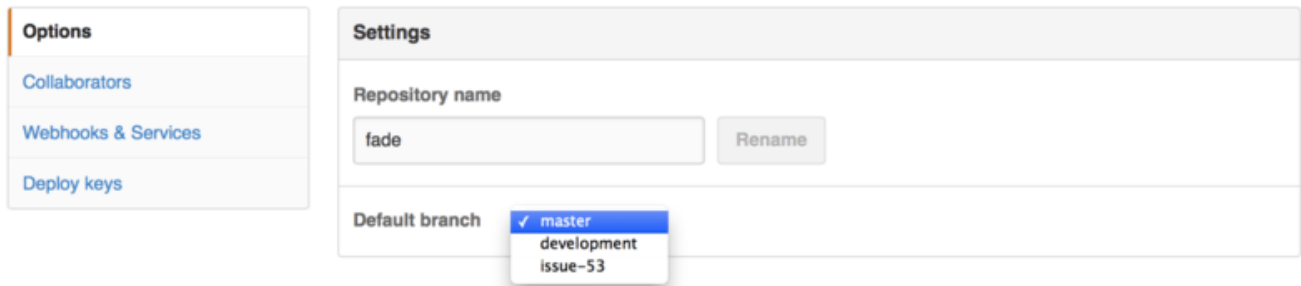 Options
Collaborators
Webhooks & Services
Deploy keys
Settings
Repository name
fade
Rename
Default branch
✓ master
development
issue-53